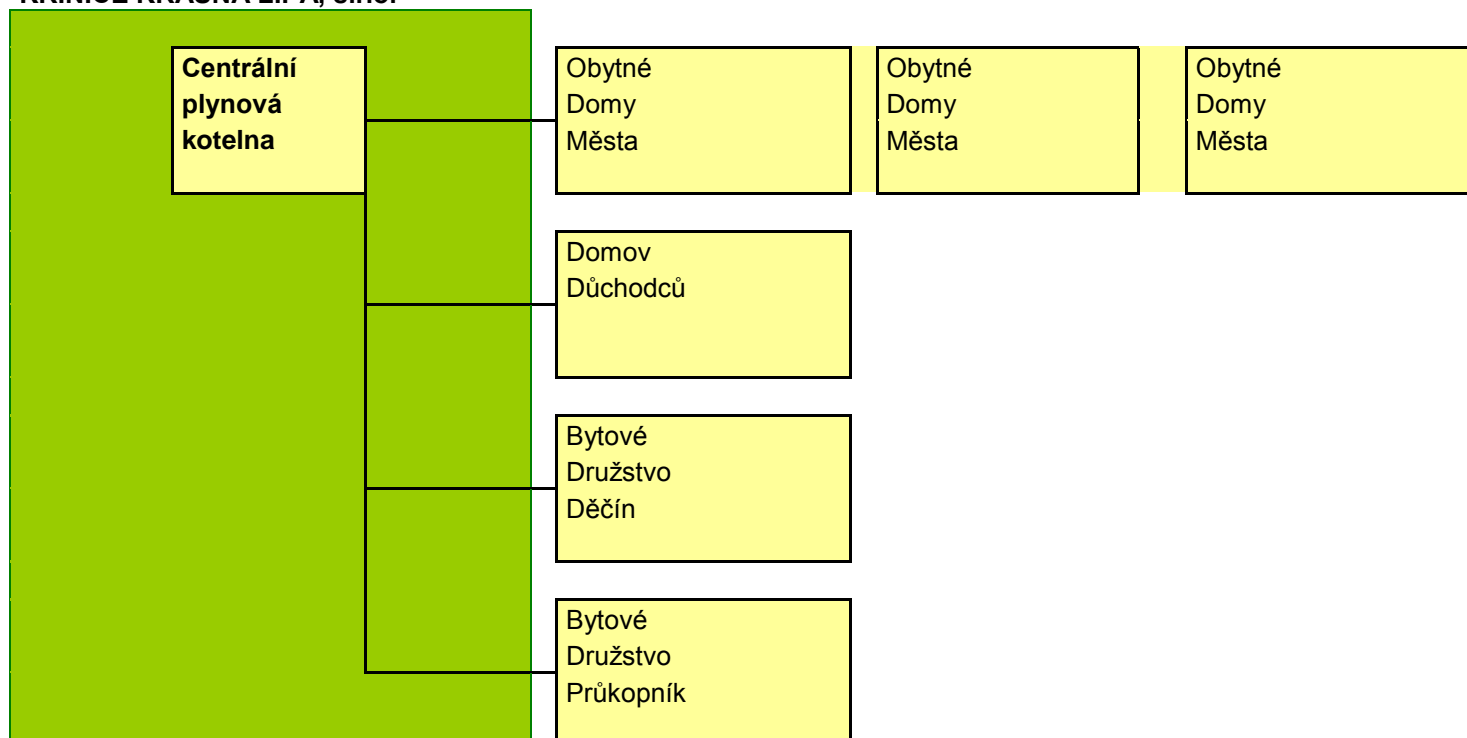 Centrální
plynová
kotelna
Obytné
Domy
Města
Obytné
Domy
Města
Obytné
Domy
Města
Domov
Důchodců
Bytové
Družstvo
Děčín
Bytové
Družstvo
Průkopník